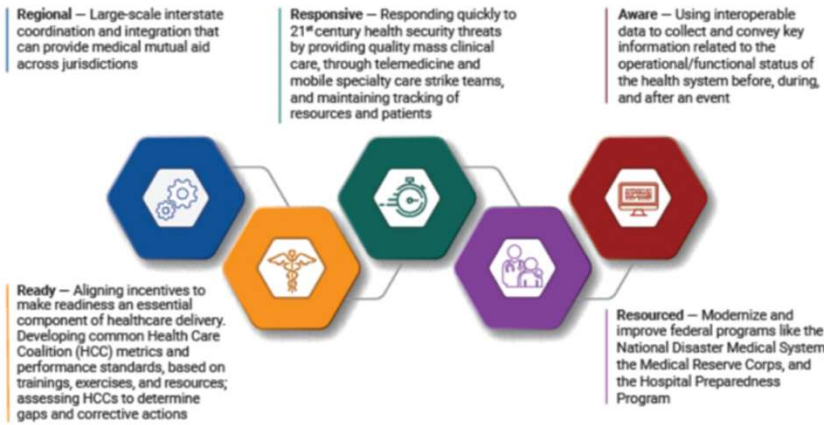 Regional — Large-scale interstate
coordination and integration that
can provide medical mutual aid
across jurisdictions
Responsive — Responding quickly to
21st century health security threats
by providing quality mass clinical
care, through telemedicine and
mobile specialty care strike teams,
and maintaining tracking of
resources and patients
Aware — Using interoperable
data to collect and convey key
information related to the
operational/functional status of
the health system before, during,
and after an event
Ready — Aligning incentives to
make readiness an essential
component of healthcare delivery.
Developing common Health Care
Coalition (HCC) metrics and
performance standards, based on
trainings, exercises, and resources;
assessing HCCs to determine
gaps and corrective actions
Resourced — Modernize and
improve federal programs like the
National Disaster Medical System
the Medical Reserve Corps, and
the Hospital Preparedness
Program